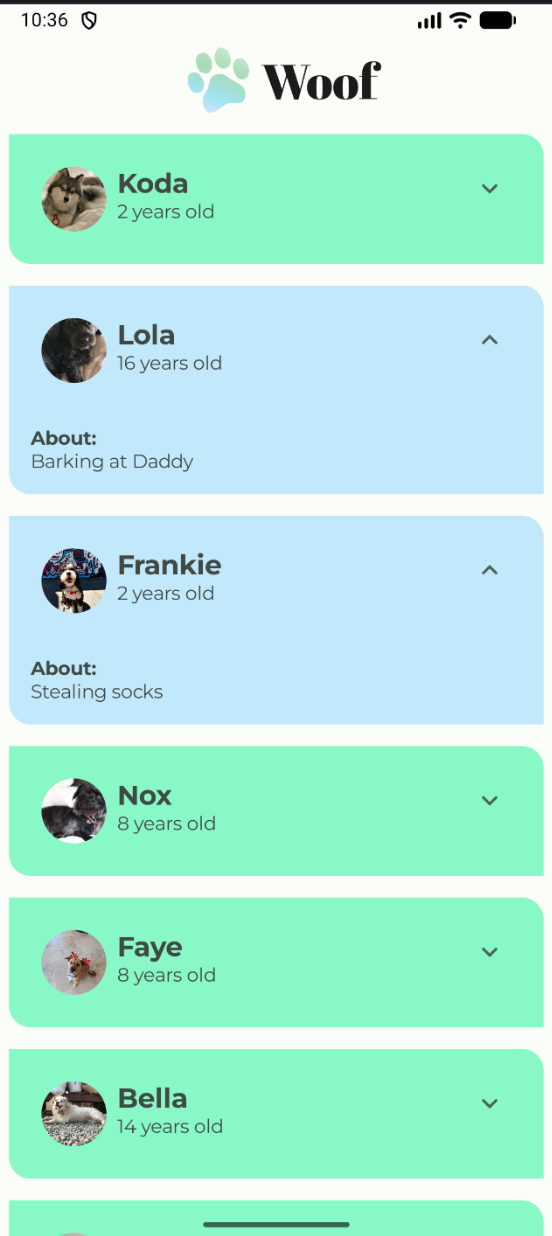 10:36
Woof
Koda
2 years old
Lola
16 years old
About:
Barking at Daddy
Frankie
2 years old
About:
Stealing socks
Nox
8 years old
Faye
8 years old
Bella
14 years old